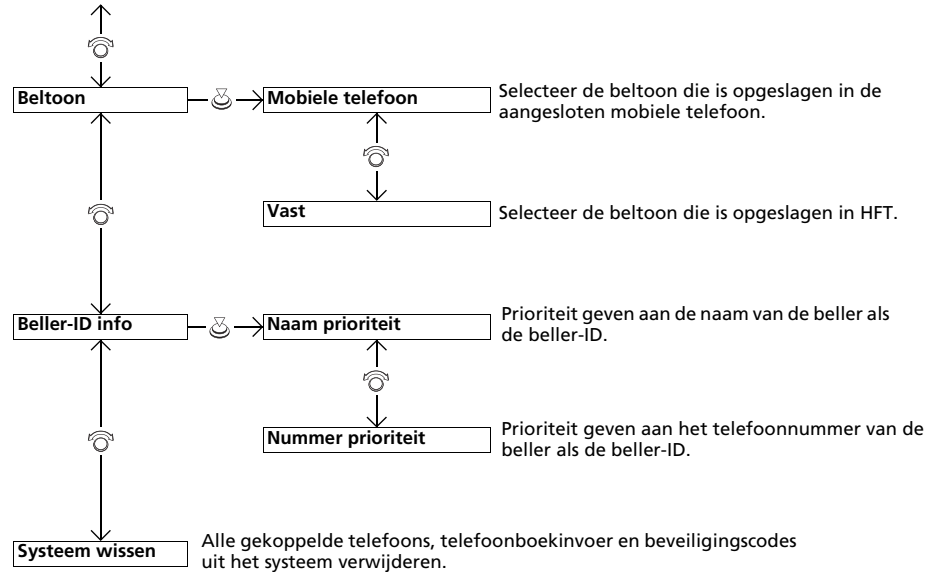 Beltoon
Mobiele telefoon
Selecteer de beltoon die is opgeslagen in de
aangesloten mobiele telefoon.
Vast
Selecteer de beltoon die is opgeslagen in HFT.
Beller-ID info
Naam prioriteit
Prioriteit geven aan de naam van de beller als
de beller-ID.
Nummer prioriteit
Prioriteit geven aan het telefoonnummer van de
beller als de beller-ID.
Systeem wissen
Alle gekoppelde telefoons, telefoonboekinvoer en beveiligingscodes
uit het systeem verwijderen.